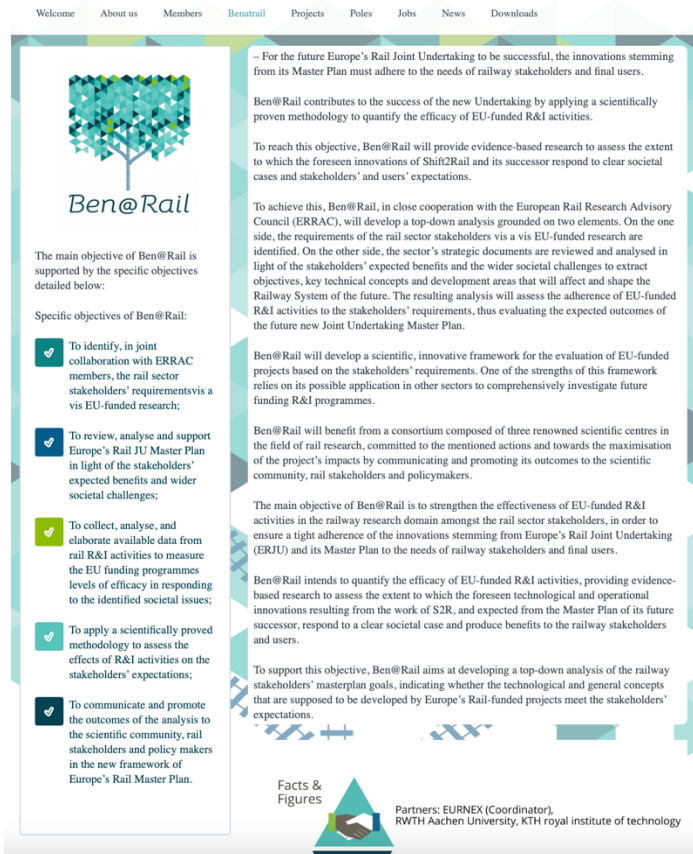 Welcome About us Members Benatrail Projects Poles Jobs News Downloads
Ben@Rail
The main objective of Ben@Rail is
supported by the specific objectives
detailed below:
Specific objectives of Ben@Rail:
To identify, in joint
collaboration with ERRAC
members, the rail sector
stakeholders' requirementsvis a
vis EU-funded research;
To review, analyse and support
Europe's Rail JU Master Plan
in light of the stakeholders'
expected benefits and wider
societal challenges;
To collect, analyse, and
elaborate available data from
rail R&I activities to measure
the EU funding programmes
levels of efficacy in responding
to the identified societal issues;
To apply a scientifically proved
methodology to assess the
effects of R&I activities on the
stakeholders' expectations;
To communicate and promote
the outcomes of the analysis to
the scientific community, rail
stakeholders and policy makers
in the new framework of
Europe's Rail Master Plan.
– For the future Europe's Rail Joint Undertaking to be successful, the innovations stemming
from its Master Plan must adhere to the needs of railway stakeholders and final users.
Ben@Rail contributes to the success of the new Undertaking by applying a scientifically
proven methodology to quantify the efficacy of EU-funded R&I activities.
To reach this objective, Ben@Rail will provide evidence-based research to assess the extent
to which the foreseen innovations of Shift2Rail and its successor respond to clear societal
cases and stakeholders' and users' expectations.
To achieve this, Ben@Rail, in close cooperation with the European Rail Research Advisory
Council (ERRAC), will develop a top-down analysis grounded on two elements. On the one
side, the requirements of the rail sector stakeholders vis a vis EU-funded research are
identified. On the other side, the sector's strategic documents are reviewed and analysed in
light of the stakeholders' expected benefits and the wider societal challenges to extract
objectives, key technical concepts and development areas that will affect and shape the
Railway System of the future. The resulting analysis will assess the adherence of EU-funded
R&I activities to the stakeholders' requirements, thus evaluating the expected outcomes of
the future new Joint Undertaking Master Plan.
Ben@Rail will develop a scientific, innovative framework for the evaluation of EU-funded
projects based on the stakeholders' requirements. One of the strengths of this framework
relies on its possible application in other sectors to comprehensively investigate future
funding R&I programmes.
Ben@Rail will benefit from a consortium composed of three renowned scientific centres in
the field of rail research, committed to the mentioned actions and towards the maximisation
of the project's impacts by communicating and promoting its outcomes to the scientific
community, rail stakeholders and policymakers.
The main objective of Ben@Rail is to strengthen the effectiveness of EU-funded R&I
activities in the railway research domain amongst the rail sector stakeholders, in order to
ensure a tight adherence of the innovations stemming from Europe's Rail Joint Undertaking
(ERJU) and its Master Plan to the needs of railway stakeholders and final users.
Ben@Rail intends to quantify the efficacy of EU-funded R&I activities, providing evidence-
based research to assess the extent to which the foreseen technological and operational
innovations resulting from the work of S2R, and expected from the Master Plan of its future
successor, respond to a clear societal case and produce benefits to the railway stakeholders
and users.
To support this objective, Ben@Rail aims at developing a top-down analysis of the railway
stakeholders' masterplan goals, indicating whether the technological and general concepts
that are supposed to be developed by Europe's Rail-funded projects meet the stakeholders'
expectations.
Facts &
Figures
Partners: EURNEX (Coordinator),
RWTH Aachen University, KTH royal institute of technology